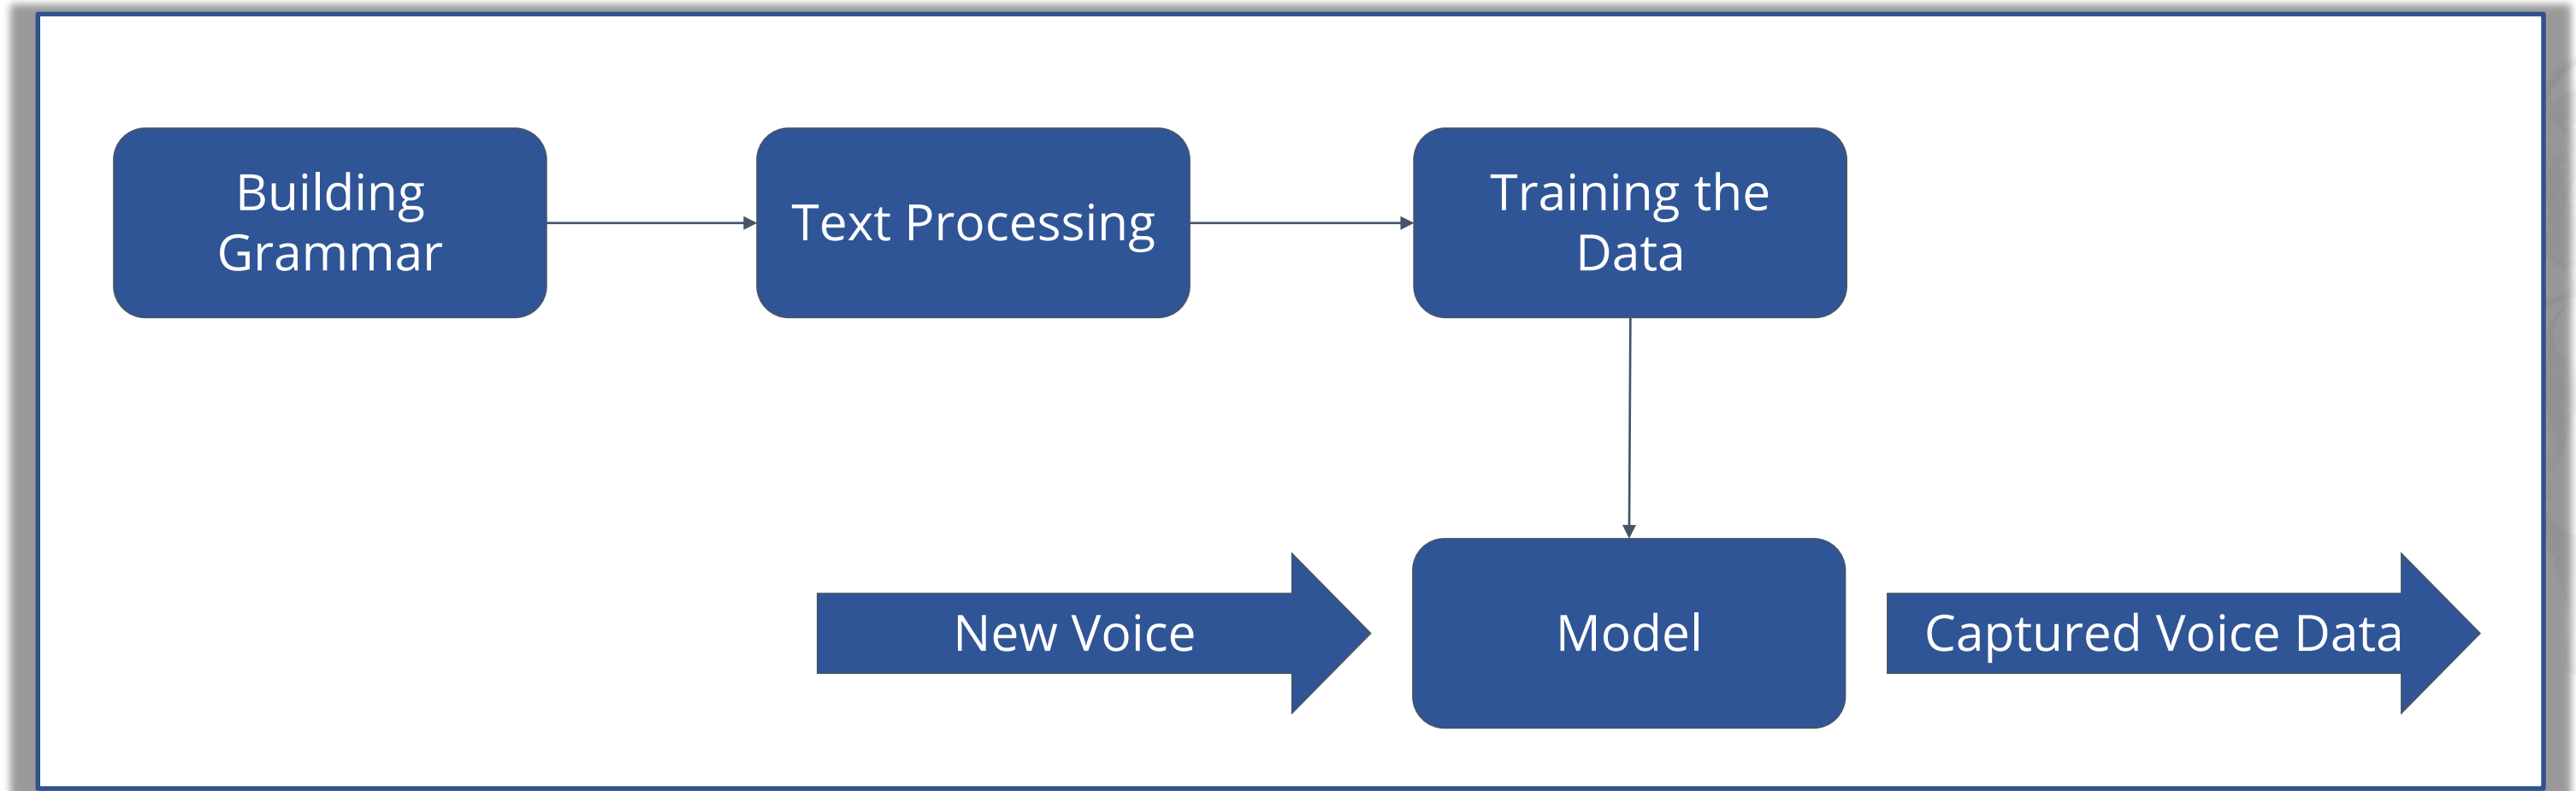 Building
Grammar
Text Processing
Training the
Data
New Voice
Model
Captured Voice Data